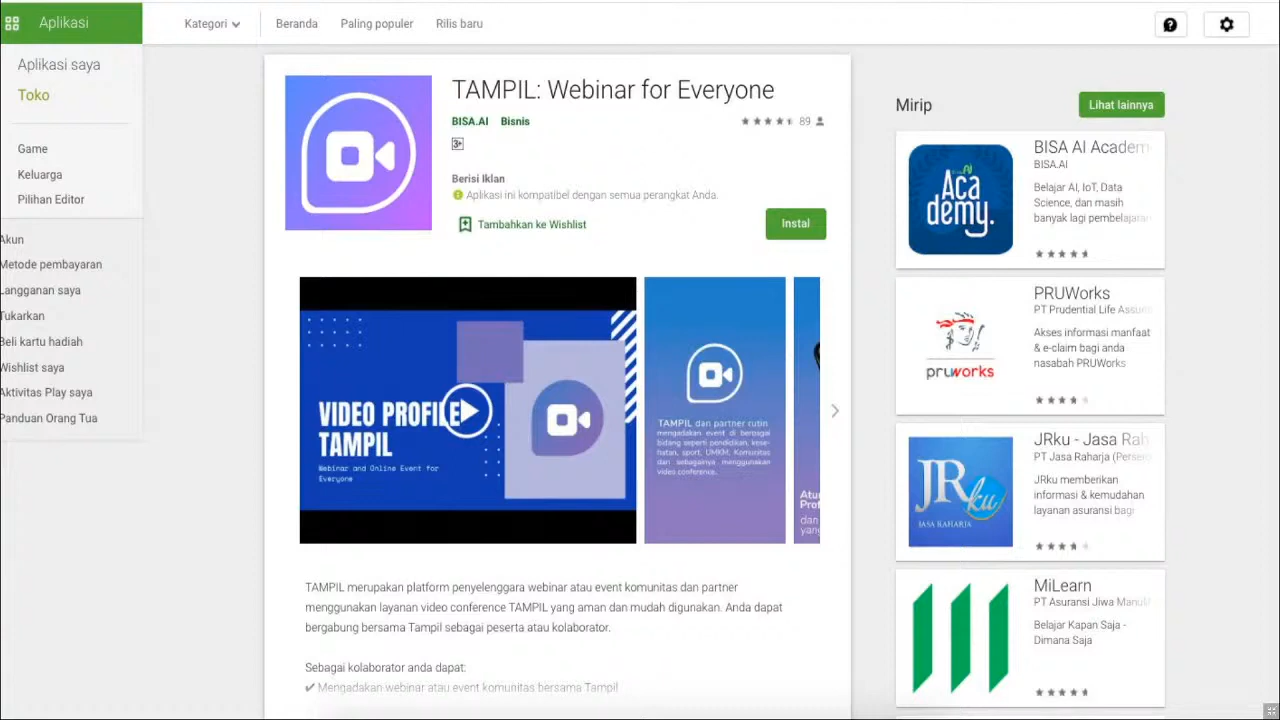 Aplikasi
Kategori
Beranda
Paling populer
Rilis baru
Aplikasi saya
Toko
Game
Keluarga
Pilihan Editor
Akun
Metode pembayaran
Langganan saya
Tukarkan
Beli kartu hadiah
Wishlist saya
Aktivitas Play saya
Panduan Orang Tua
TAMPIL: Webinar for Everyone
BISA.AI Bisnis
89
3+
Berisi Iklan
Aplikasi ini kompatibel dengan semua perangkat Anda.
Tambahkan ke Wishlist
Instal
VIDEO PROFILE
TAMPIL
Webinar and Online Event for
Everyone
TAMPIL dan partner rutin
mengadakan event di berbagai
bidang seperti pendidikan, kese-
hatan, sport, UMKM, Komunitas
dan sebagainya menggunakan
video conference.
Atu
Prof
dan
yang
TAMPIL merupakan platform penyelenggara webinar atau event komunitas dan partner
menggunakan layanan video conference TAMPIL yang aman dan mudah digunakan. Anda dapat
bergabung bersama Tampil sebagai peserta atau kolaborator.
Sebagai kolaborator anda dapat:
✔ Mengadakan webinar atau event komunitas bersama Tampil
Mirip
Lihat lainnya
AI
Aca
demy.
BISA AI Academ
BISA.AI
Belajar AI, IoT, Data
Science, dan masih
banyak lagi pembelajaran
pruworks
PRUWorks
PT Prudential Life Assu
Akses informasi manfaat
& e-claim bagi anda
nasabah PRUWorks
JRku
JASA RAHARJA
JRku - Jasa Rah
PT Jasa Raharja (Perser
JRku memberikan
informasi & kemudahan
layanan asuransi bagi
MiLearn
PT Asuransi Jiwa Manul
Belajar Kapan Saja -
Dimana Saja